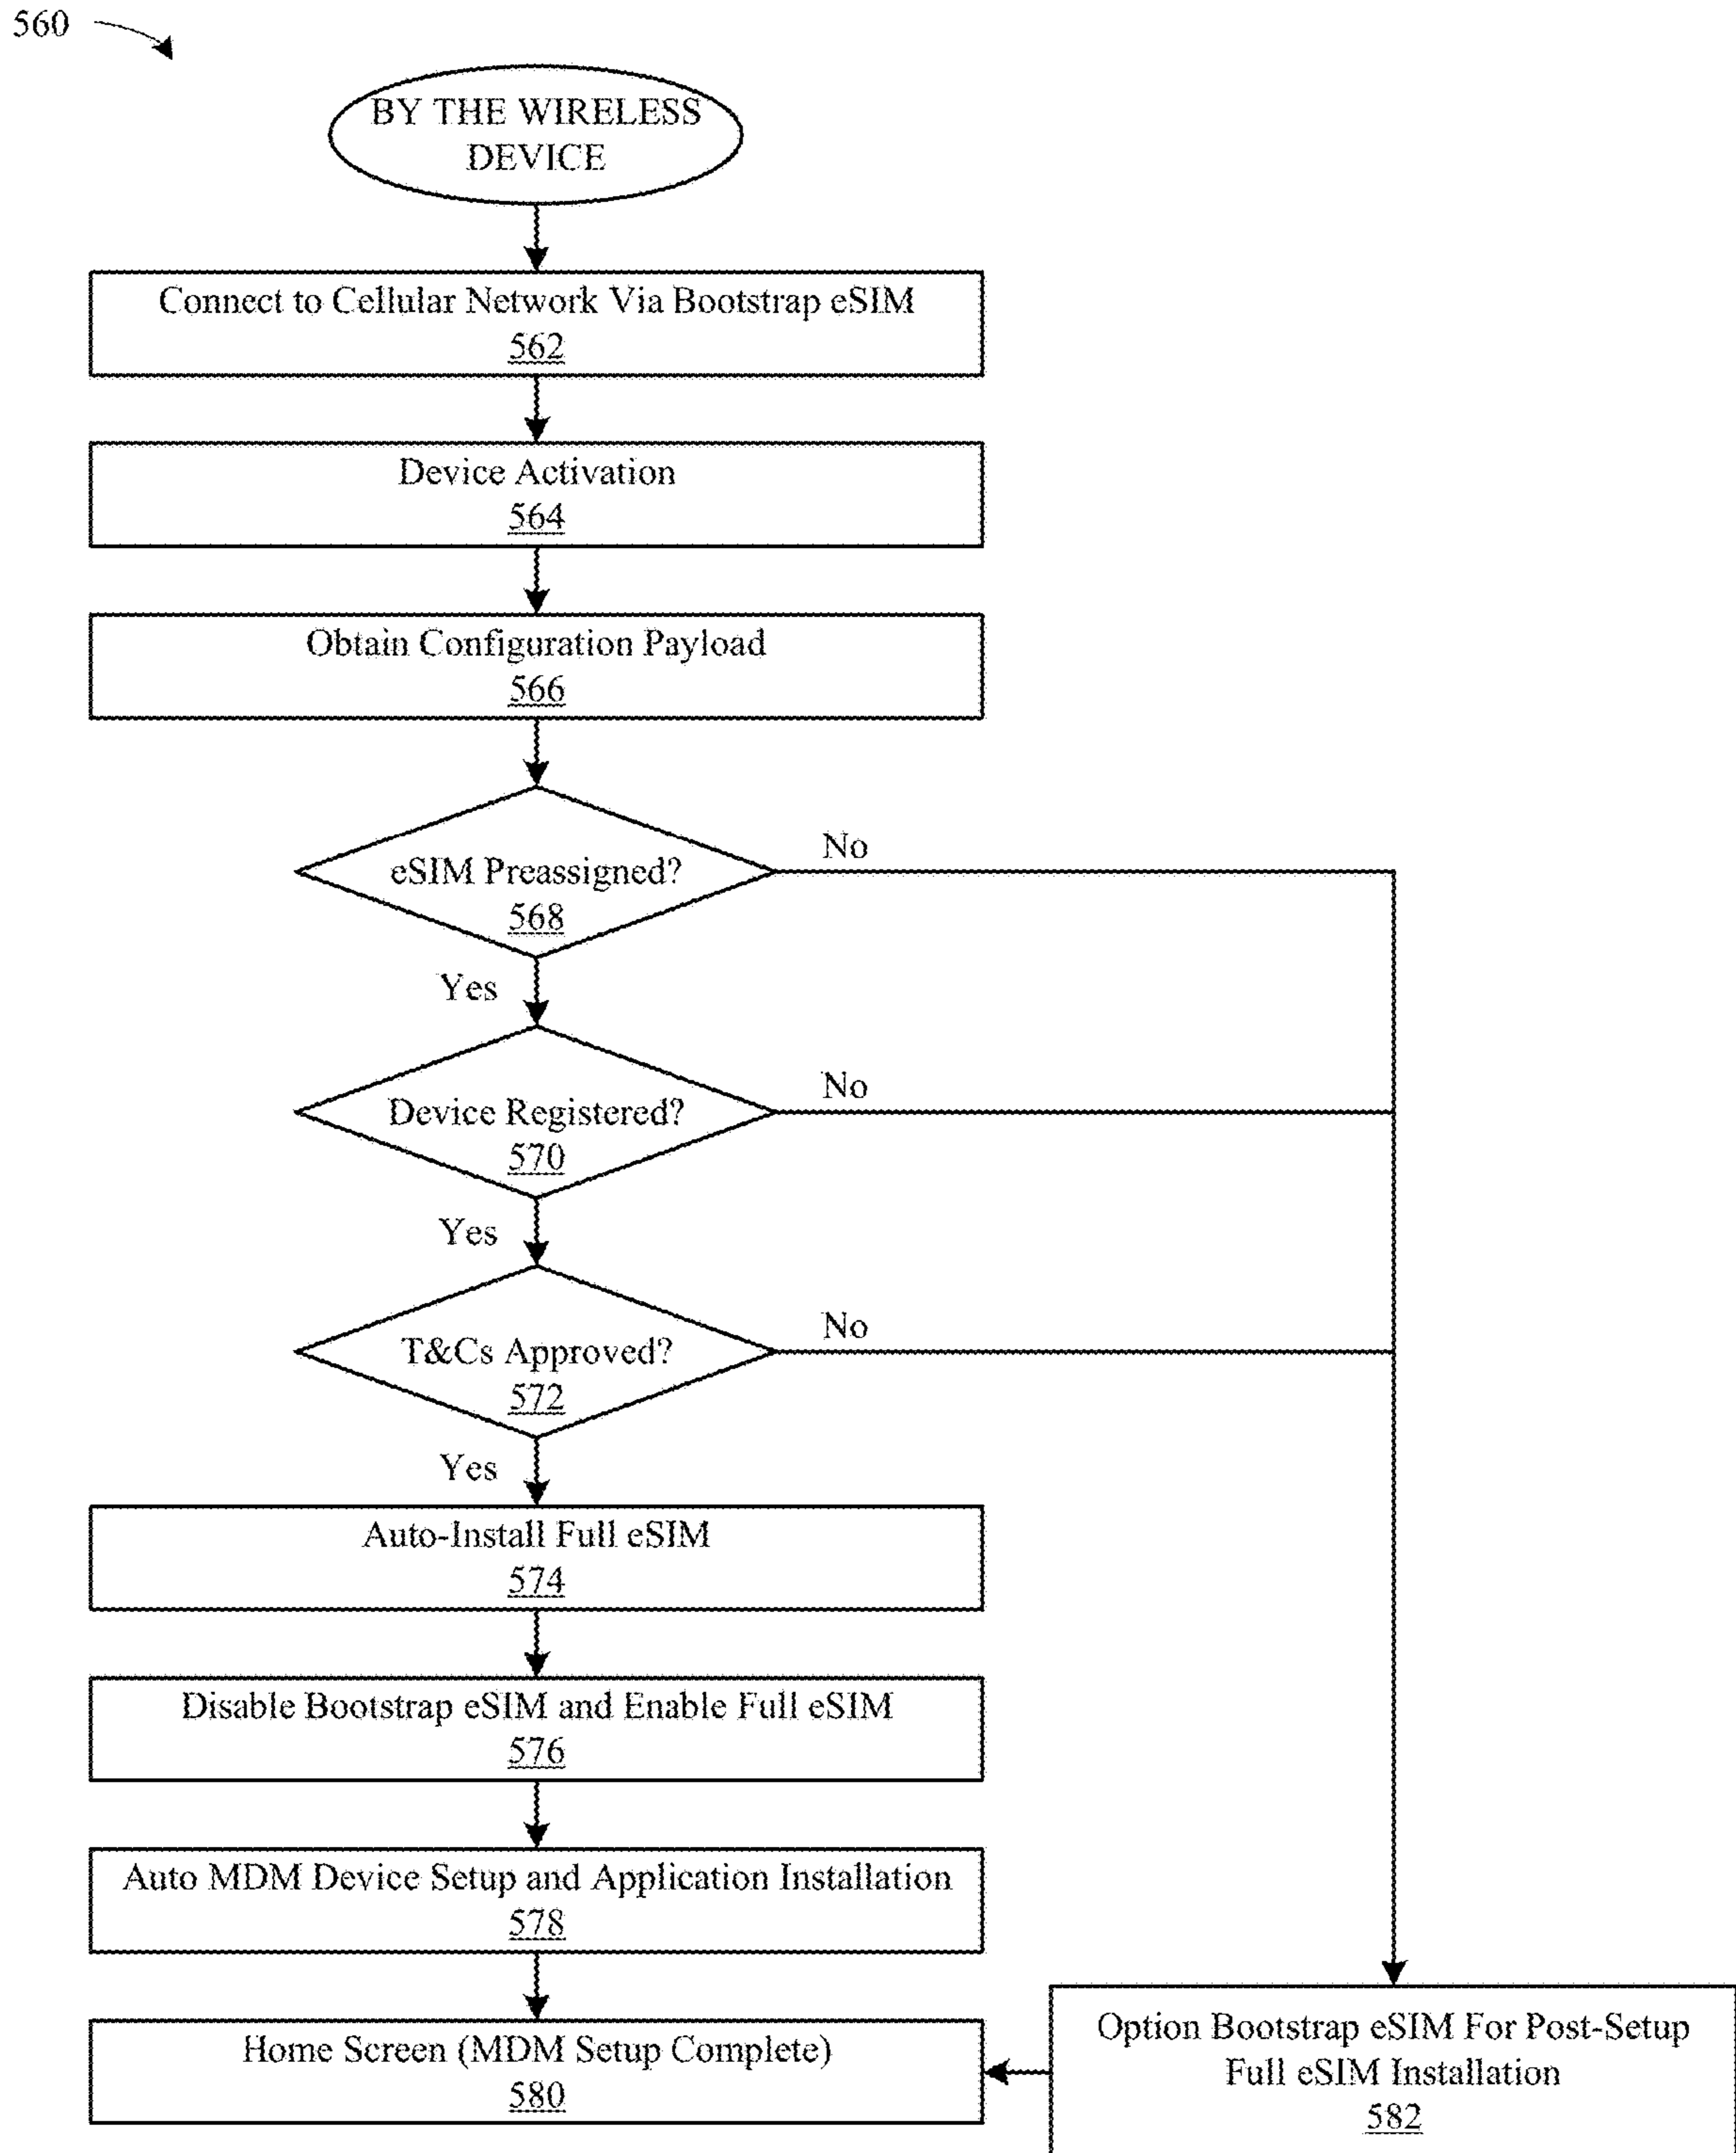 560
BY THE WIRELESS
DEVICE
Connect to Cellular Network Via Bootstrap eSIM
562
Device Activation
564
Obtain Configuration Payload
566
eSIM Preassigned?
568
No
Yes
Device Registered?
570
No
Yes
T&Cs Approved?
572
No
Yes
Auto-Install Full eSIM
574
Disable Bootstrap eSIM and Enable Full eSIM
576
Auto MDM Device Setup and Application Installation
578
Home Screen (MDM Setup Complete)
580
Option Bootstrap eSIM For Post-Setup
Full eSIM Installation
582